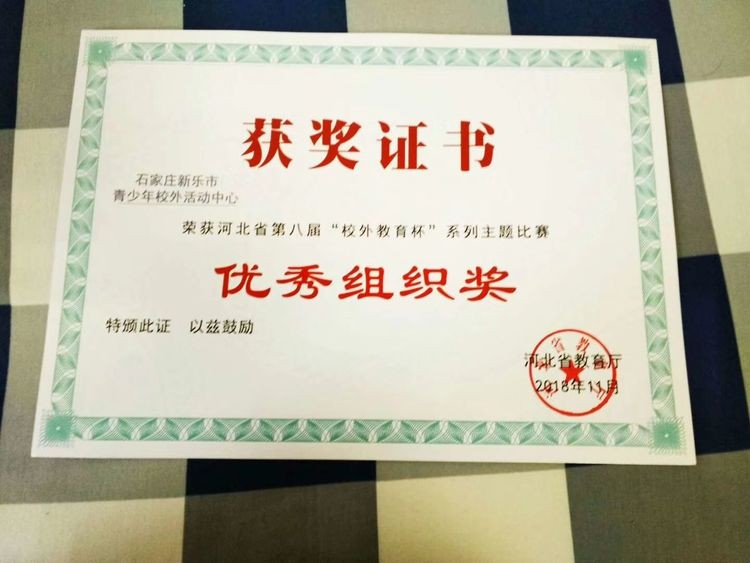 获奖证书
石家庄新乐市
青少年校外活动中心
荣获河北省第八届“校外教育杯”系列主题比赛
优秀组织奖
特颁此证 以兹鼓励
河北省教育厅
2018年11月